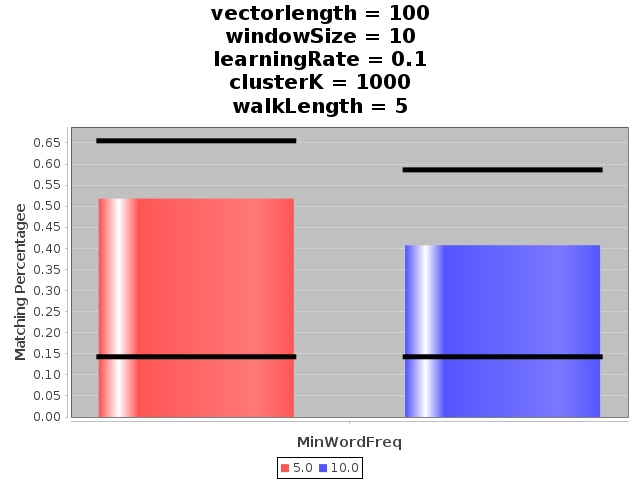 vectorlength = 100
windowSize = 10
learningRate = 0.1
clusterK = 1000
walkLength = 5
Matching Percentagee
0.65
0.60
0.55
0.50
0.45
0.40
0.35
0.30
0.25
0.20
0.15
0.10
0.05
0.00
MinWordFreq
5.0 10.0